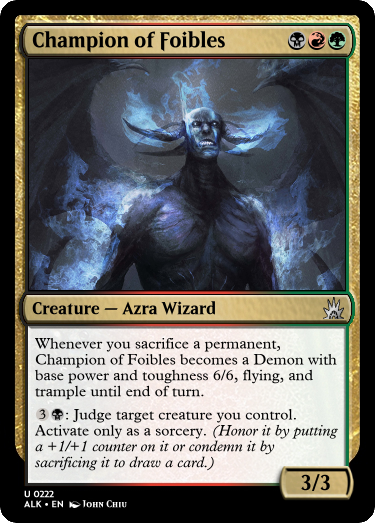 Champion of Foibles
Creature — Azra Wizard
Whenever you sacrifice a permanent,
Champion of Foibles becomes a Demon with
base power and toughness 6/6, flying, and
trample until end of turn.
3 : Judge target creature you control.
Activate only as a sorcery. (Honor it by putting
a +1/+1 counter on it or condemn it by
sacrificing it to draw a card.)
3/3
U 0222
ALK • EN John Chiu